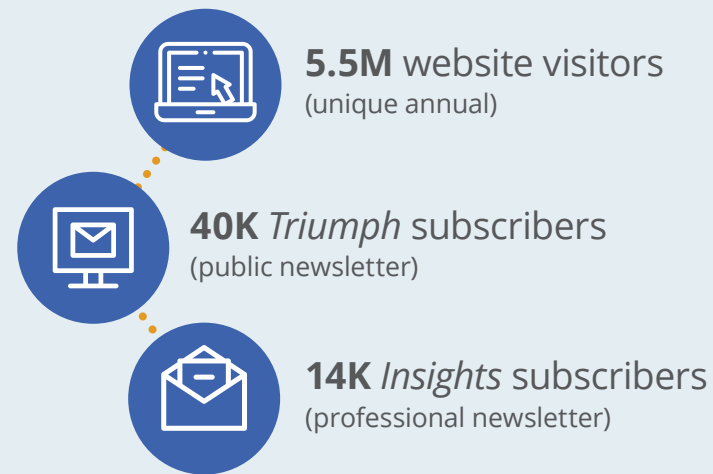 5.5M website visitors
(unique annual)
40K Triumph subscribers
(public newsletter)
14K Insights subscribers
(professional newsletter)